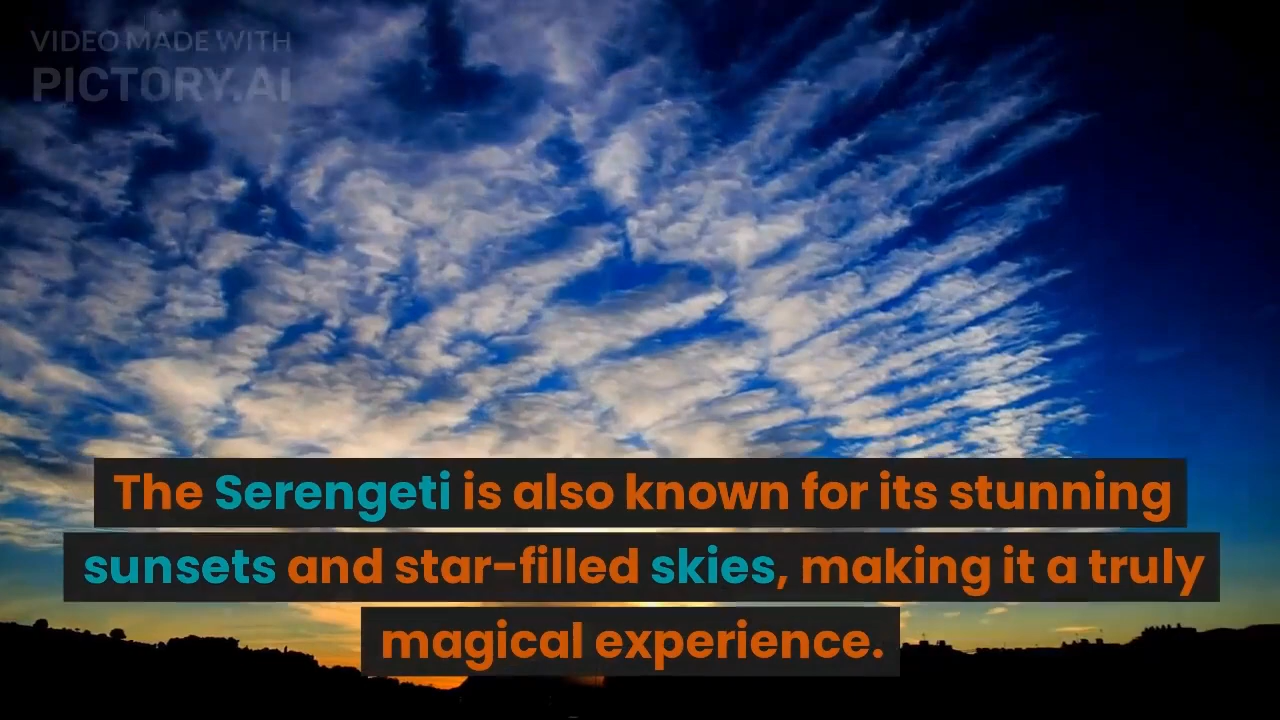 VIDEO MADE WITH
PICTORY.AI
The Serengeti is also known for its stunning
sunsets and star-filled skies, making it a truly
magical experience.